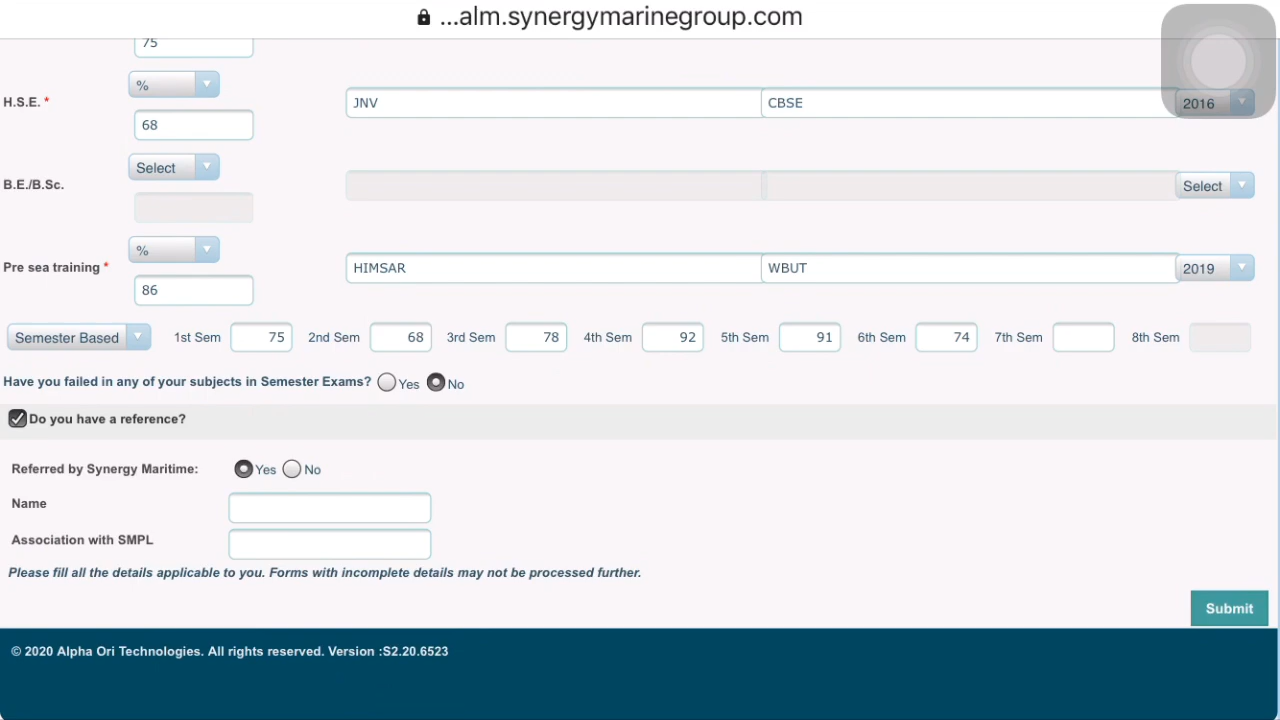 ...alm.synergymarinegroup.com
75
%
H.S.E. * JNV CBSE 2016
68
Select
B.E./B.Sc. Select
%
Pre sea training * HIMSAR WBUT 2019
86
Semester Based 1st Sem 75 2nd Sem 68 3rd Sem 78 4th Sem 92 5th Sem 91 6th Sem 74 7th Sem 8th Sem
Have you failed in any of your subjects in Semester Exams? Yes No
Do you have a reference?
Referred by Synergy Maritime: Yes No
Name
Association with SMPL
Please fill all the details applicable to you. Forms with incomplete details may not be processed further.
Submit
© 2020 Alpha Ori Technologies. All rights reserved. Version :S2.20.6523